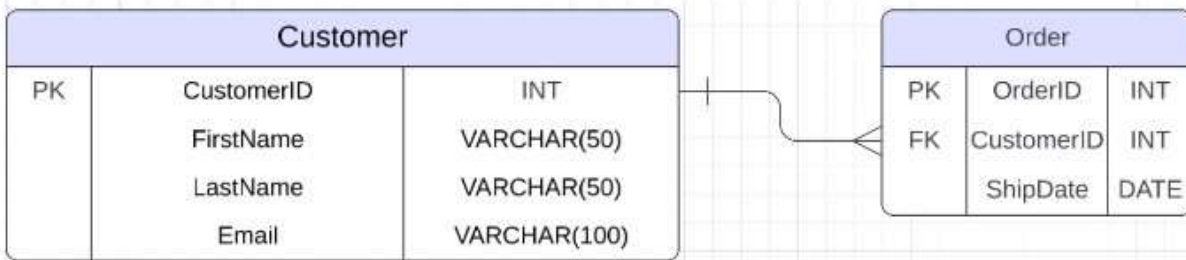 Customer
PK CustomerID INT
FirstName VARCHAR(50)
LastName VARCHAR(50)
Email VARCHAR(100)
Order
PK OrderID INT
FK CustomerID INT
ShipDate DATE